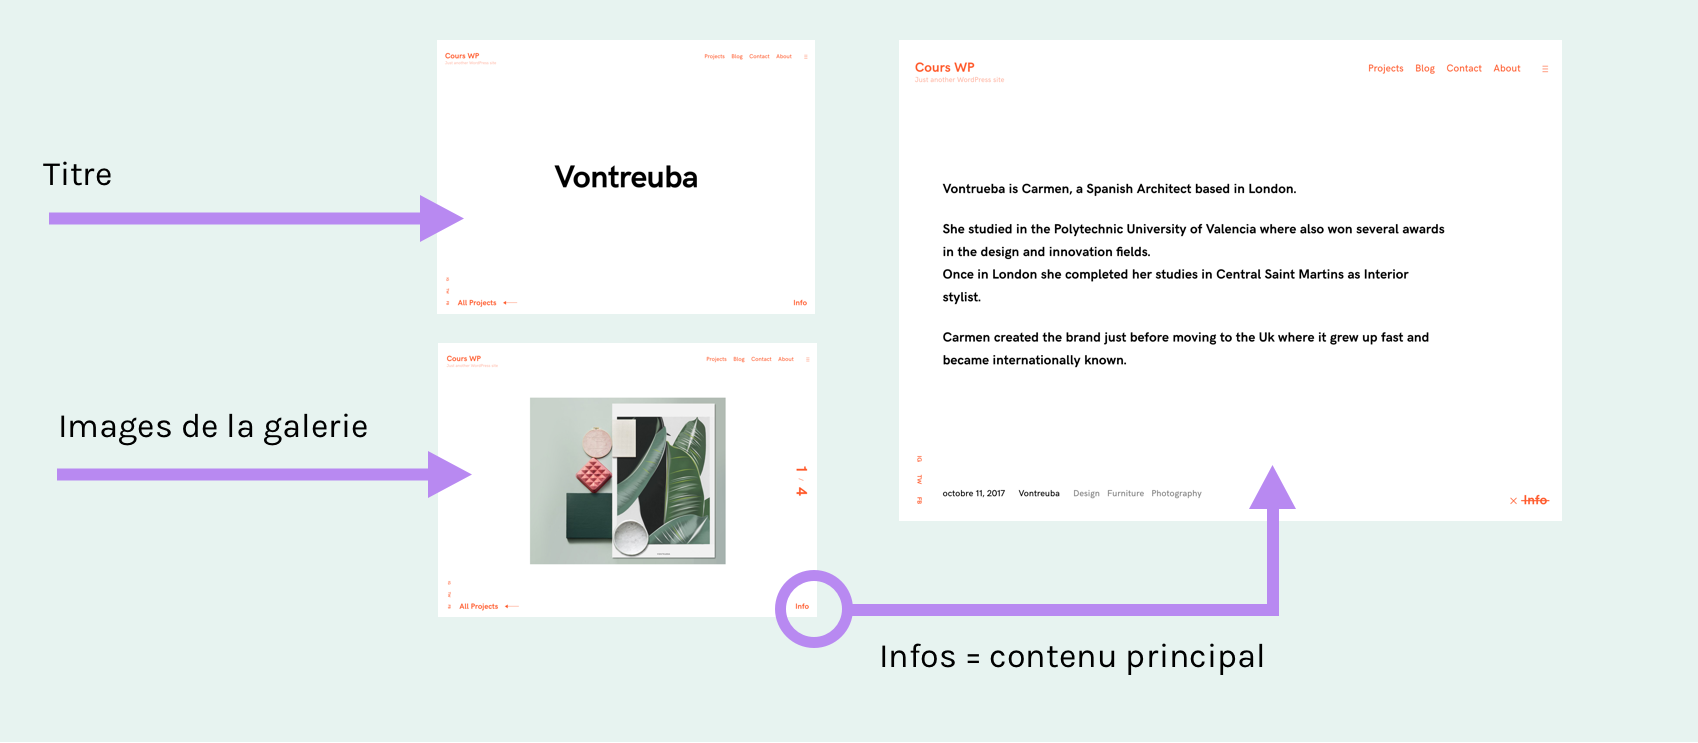 Titre
Cours WP
Just another WordPress site
Projects Blog Contact About
Vontreuba
All Projects
Info
Images de la galerie
Cours WP
Just another WordPress site
Projects Blog Contact About
1 / 4
All Projects
Info
Cours WP
Just another WordPress site
Projects Blog Contact About
Vontrueba is Carmen, a Spanish Architect based in London.
She studied in the Polytechnic University of Valencia where also won several awards
in the design and innovation fields.
Once in London she completed her studies in Central Saint Martins as Interior
stylist.
Carmen created the brand just before moving to the Uk where it grew up fast and
became internationally known.
IG TW FB
octobre 11, 2017 Vontreuba Design Furniture Photography
× Info
Infos = contenu principal